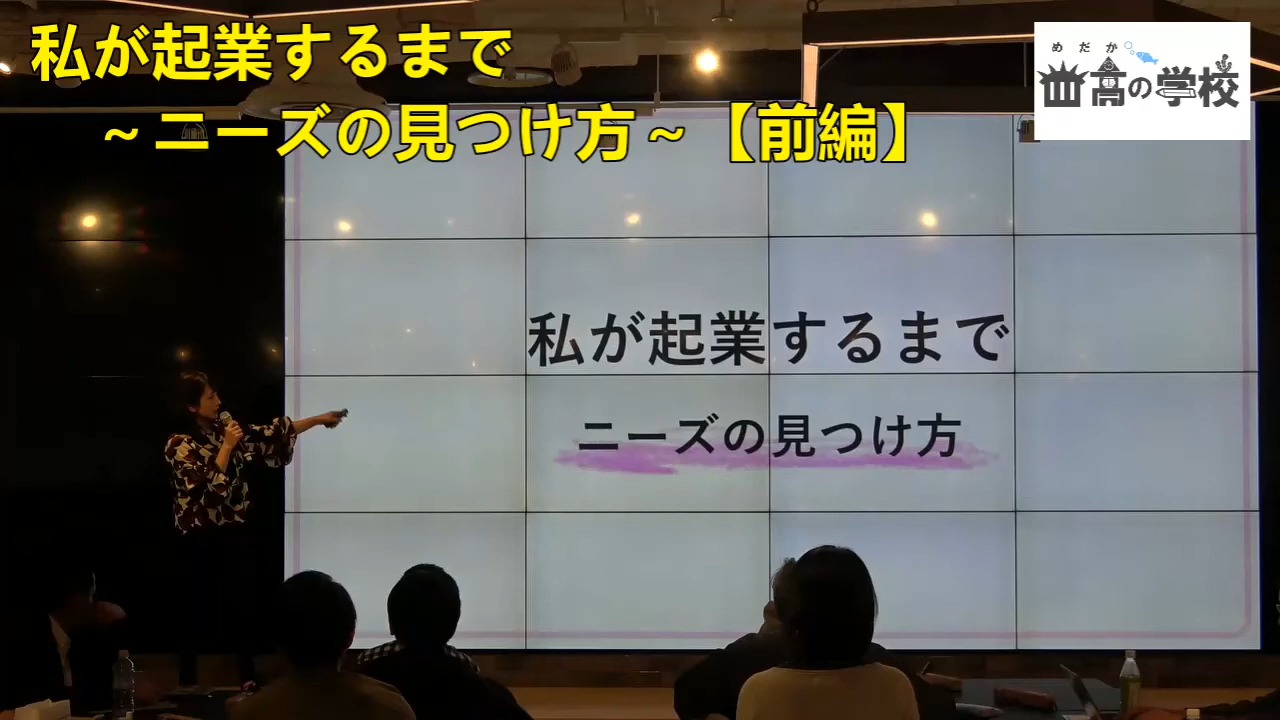 私が起業するまで
～ニーズの見つけ方～【前編】
めだか
皿高の学校
私が起業するまで
ニーズの見つけ方